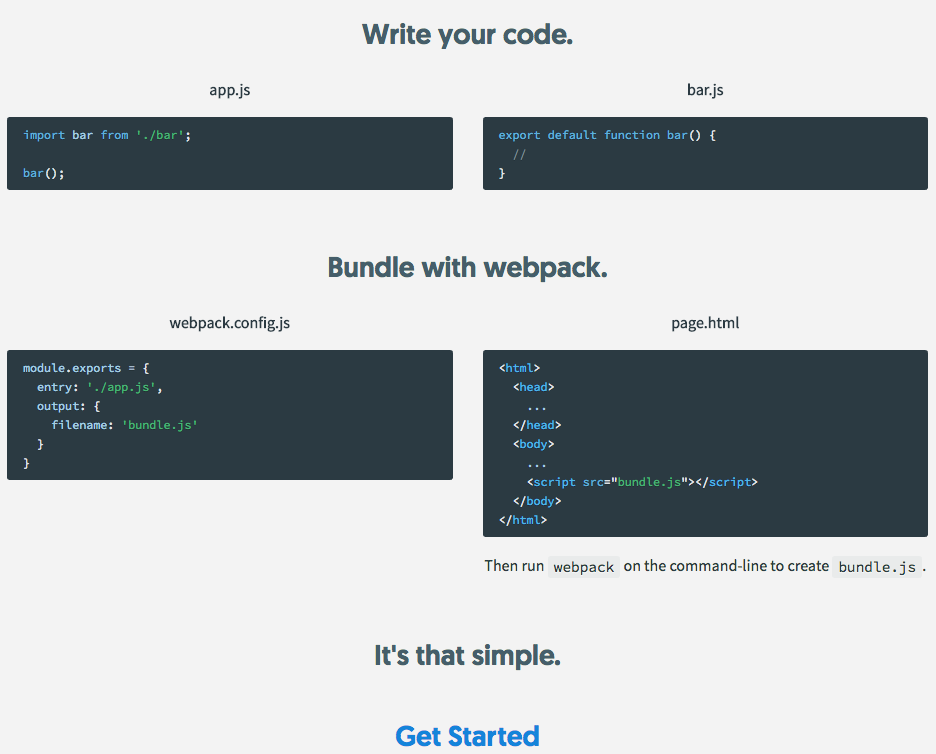 Write your code.
app.js
import bar from './bar';
bar();
bar.js
export default function bar() {
  //
}
Bundle with webpack.
webpack.config.js
module.exports = {
  entry: './app.js',
  output: {
    filename: 'bundle.js'
  }
}
page.html
<html>
  <head>
    ...
  </head>
  <body>
    ...
    <script src="bundle.js"></script>
  </body>
</html>
Then run webpack on the command-line to create bundle.js .
It's that simple.
Get Started